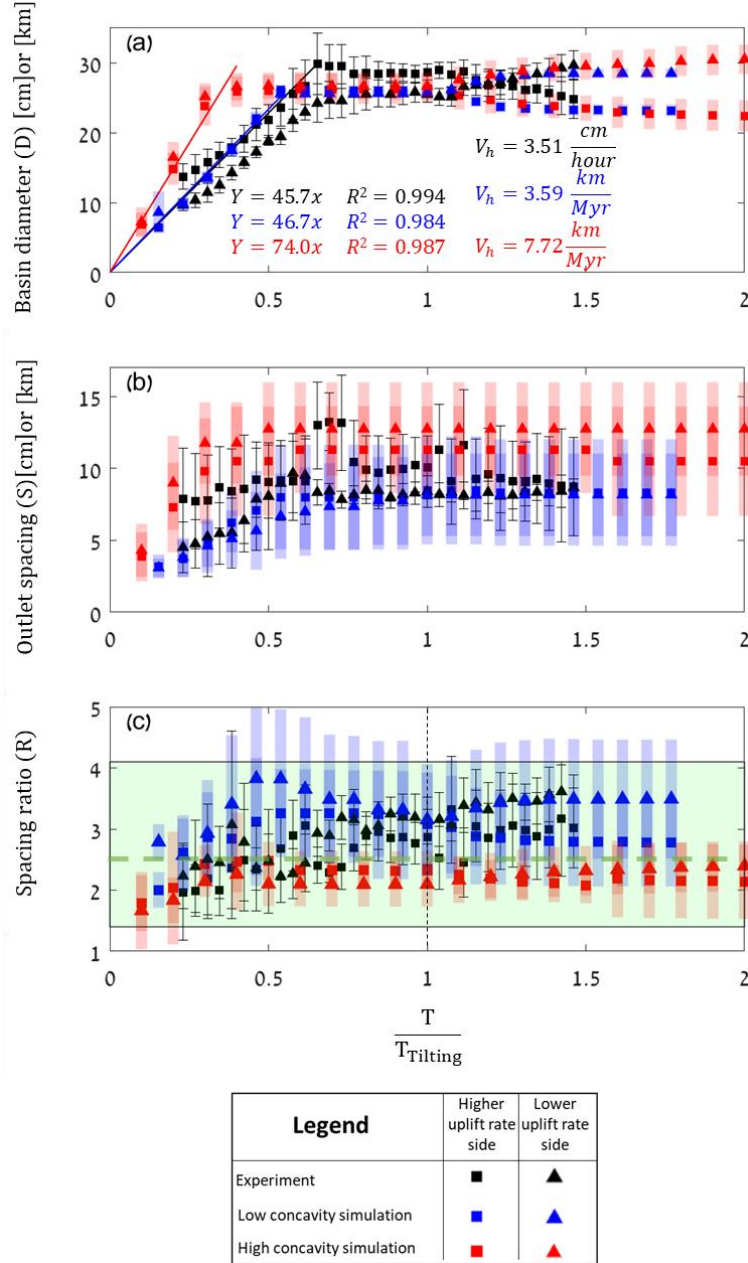 Basin diameter (D) [cm]or [km]
(a)
30
20
10
0
V_h = 3.51 cm/hour
Y = 45.7x R² = 0.994
V_h = 3.59 km/Myr
Y = 46.7x R² = 0.984
Y = 74.0x R² = 0.987
V_h = 7.72 km/Myr
0 0.5 1 1.5 2
Outlet spacing (S)[cm]or [km]
(b)
15
10
5
0
0 0.5 1 1.5 2
Spacing ratio (R)
(c)
5
4
3
2
1
0 0.5 1 1.5 2
T
T_Tilting
Legend
Higher uplift rate side
Lower uplift rate side
Experiment
Low concavity simulation
High concavity simulation